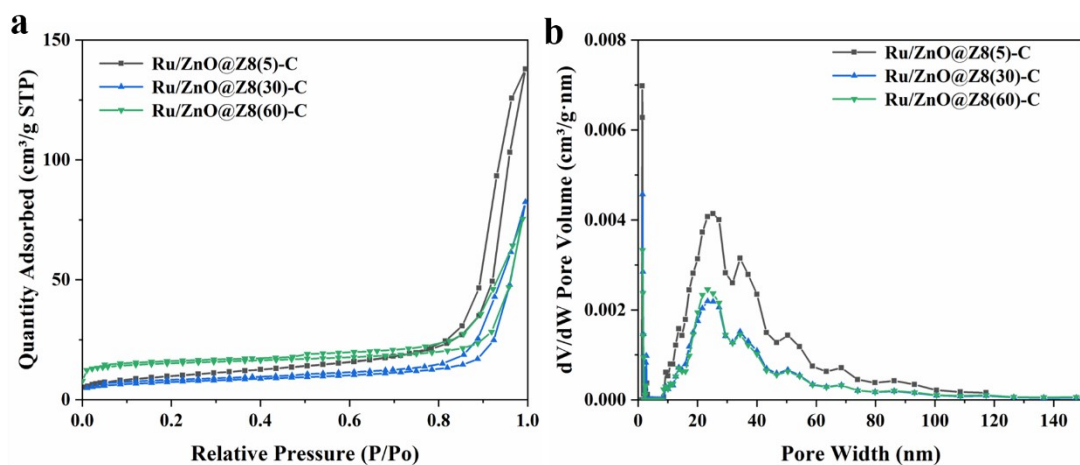 a
150
100
50
0
0.0 0.2 0.4 0.6 0.8 1.0
Quantity Adsorbed (cm³/g STP)
Relative Pressure (P/Po)
Ru/ZnO@Z8(5)-C
Ru/ZnO@Z8(30)-C
Ru/ZnO@Z8(60)-C
b
0.008
0.006
0.004
0.002
0.000
0 20 40 60 80 100 120 140
dV/dW Pore Volume (cm³/g·nm)
Pore Width (nm)
Ru/ZnO@Z8(5)-C
Ru/ZnO@Z8(30)-C
Ru/ZnO@Z8(60)-C